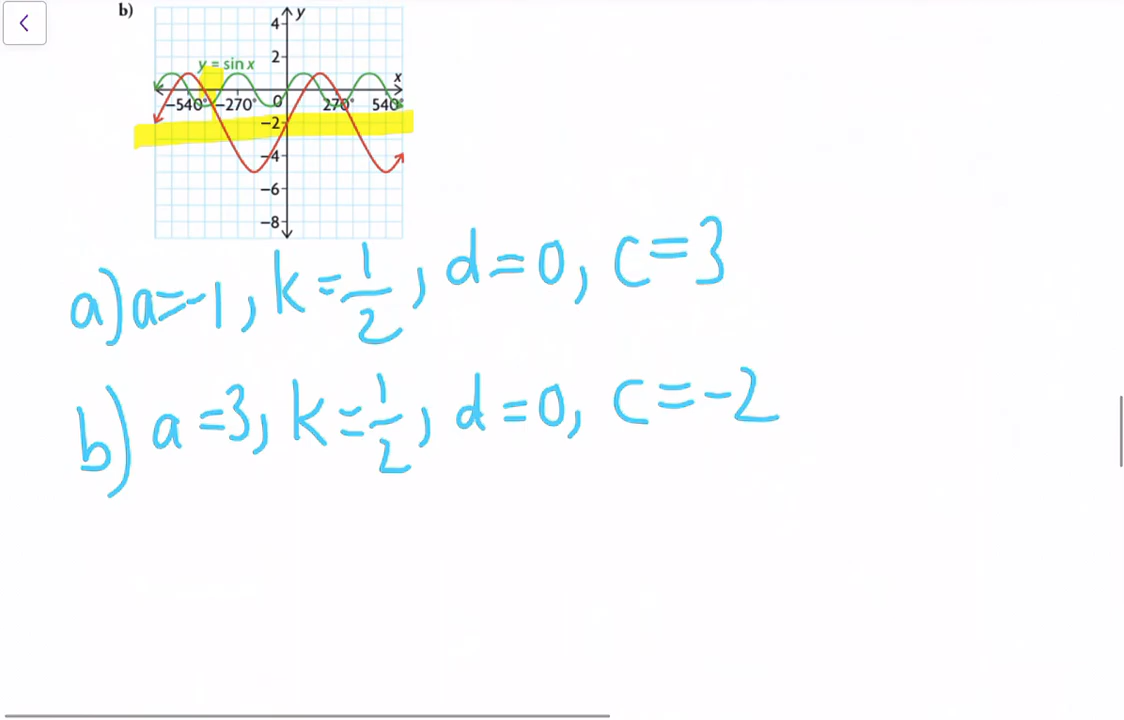 b)
4 y
2
y = sin x
x
−540° −270° 0 270° 540°
−2
−4
−6
−8
a) a=-1, k=1/2, d=0, c=3
b) a=3, k=1/2, d=0, c=-2